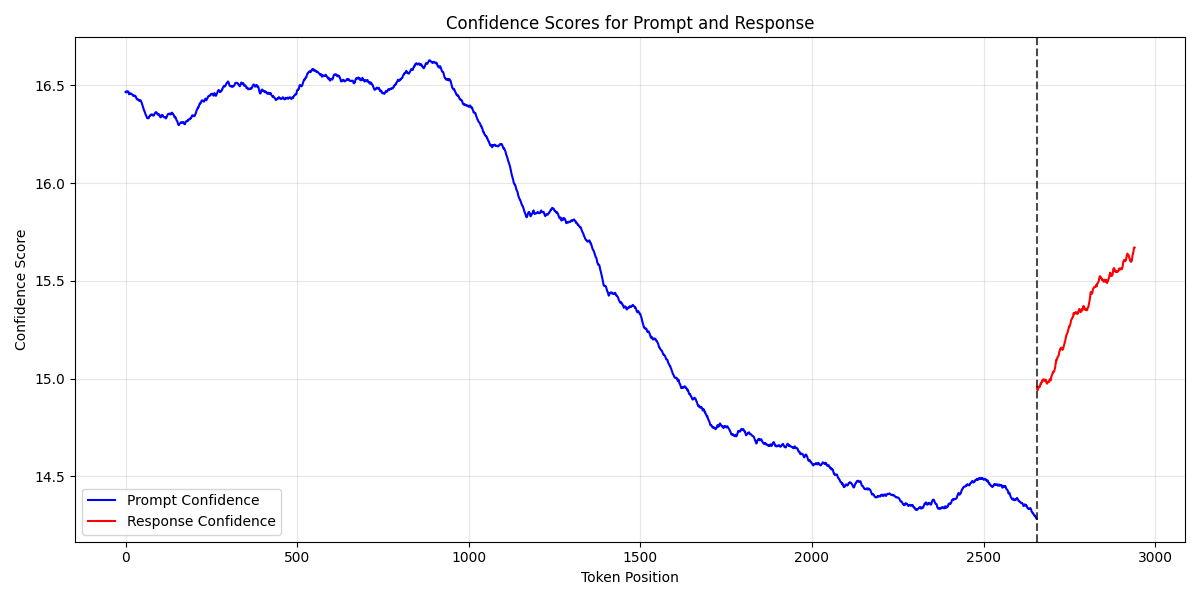 Confidence Scores for Prompt and Response
Confidence Score
16.5
16.0
15.5
15.0
14.5
Prompt Confidence
Response Confidence
0
500
1000
1500
2000
2500
3000
Token Position